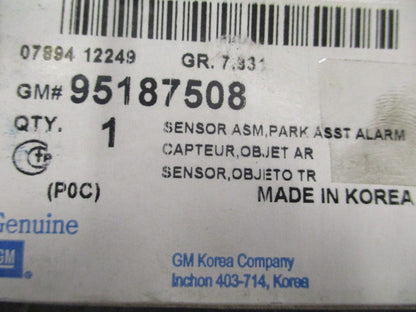 07894 12249 GR. 7.931
GM# 95187508
QTY. 1 SENSOR ASM,PARK ASST ALARM
CAPTEUR,OBJET AR
SENSOR,OBJETO TR
(P0C) MADE IN KOREA
Genuine
GM
GM Korea Company
Inchon 403-714, Korea